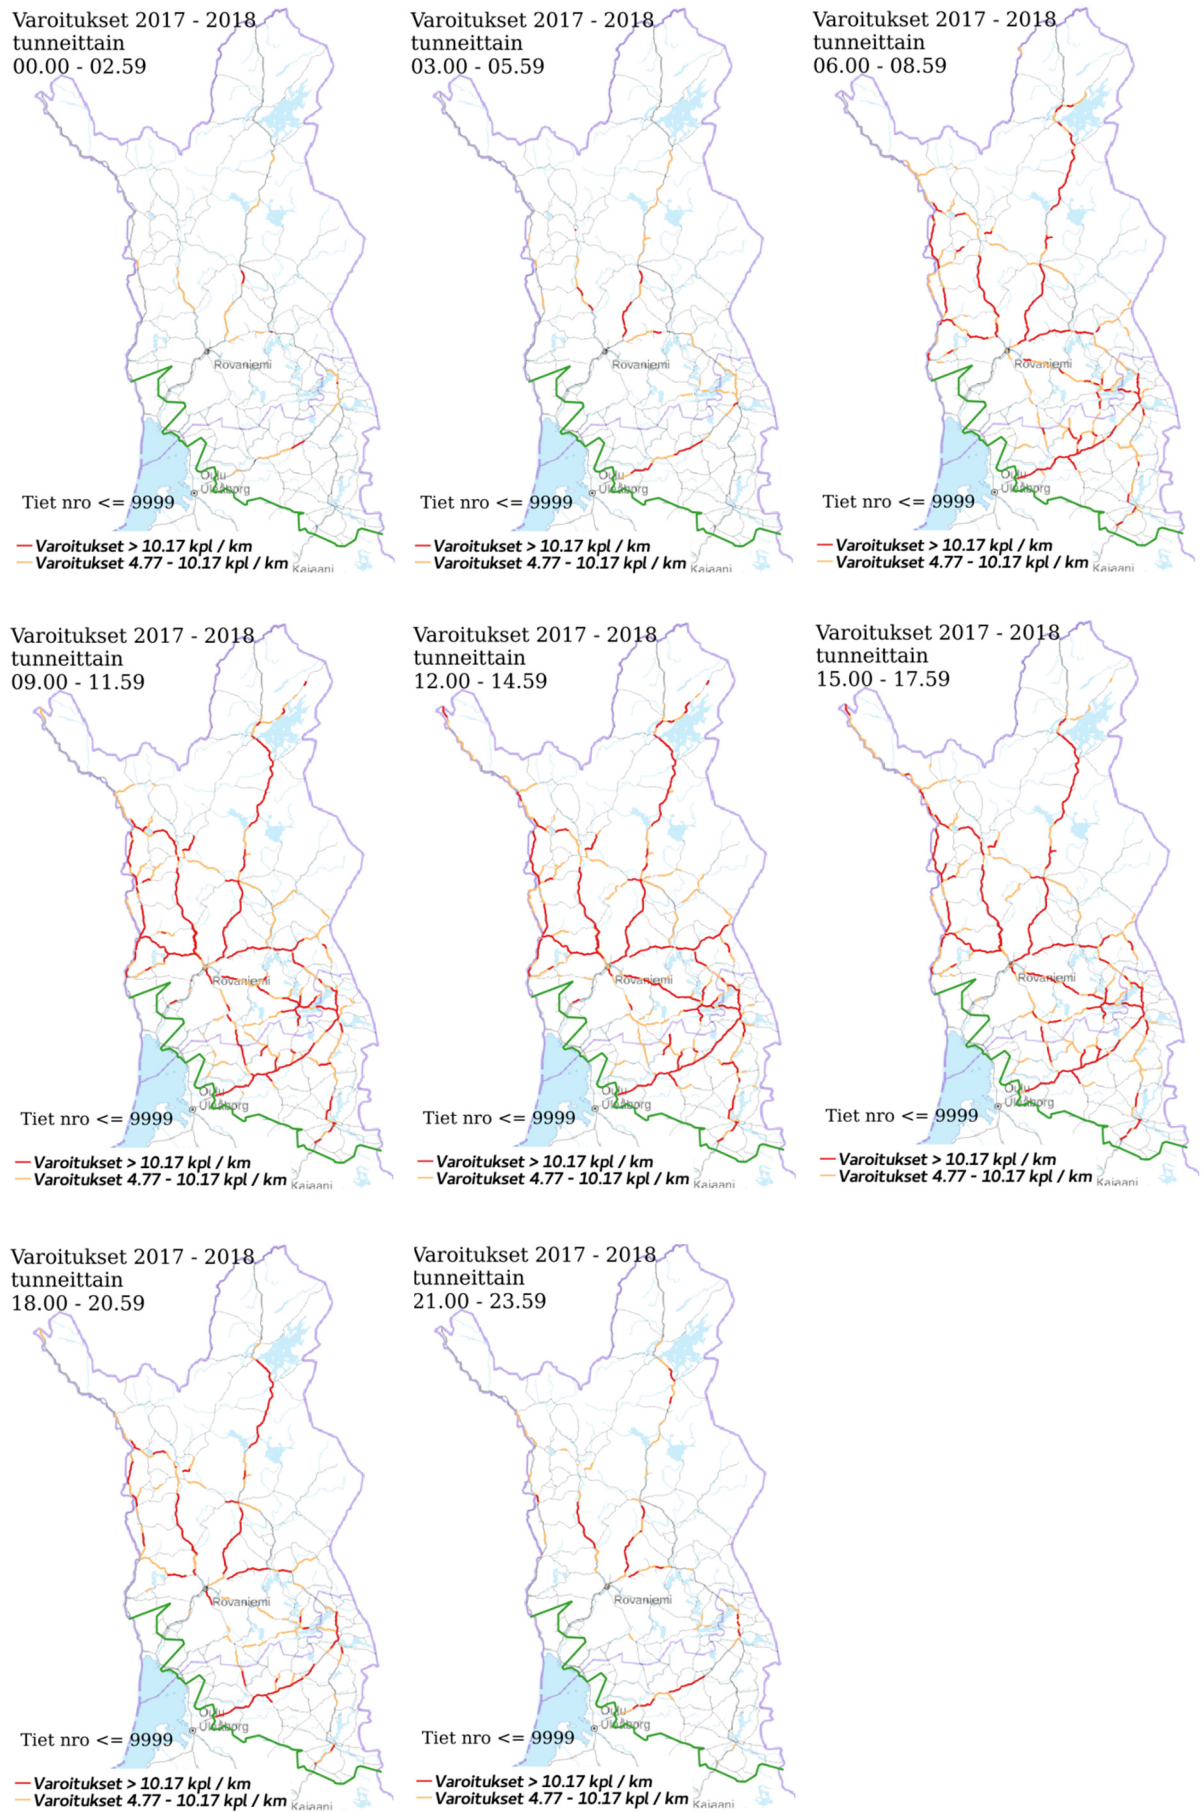 Varoitukset 2017 - 2018
tunneittain
00.00 - 02.59
Rovaniemi
Oulu
Uleåborg
Tiet nro <= 9999
Varoitukset > 10.17 kpl / km
Varoitukset 4.77 - 10.17 kpl / km
Kajaani
Varoitukset 2017 - 2018
tunneittain
03.00 - 05.59
Rovaniemi
Oulu
Uleåborg
Tiet nro <= 9999
Varoitukset > 10.17 kpl / km
Varoitukset 4.77 - 10.17 kpl / km
Kajaani
Varoitukset 2017 - 2018
tunneittain
06.00 - 08.59
Rovaniemi
Oulu
Uleåborg
Tiet nro <= 9999
Varoitukset > 10.17 kpl / km
Varoitukset 4.77 - 10.17 kpl / km
Kajaani
Varoitukset 2017 - 2018
tunneittain
09.00 - 11.59
Rovaniemi
Oulu
Uleåborg
Tiet nro <= 9999
Varoitukset > 10.17 kpl / km
Varoitukset 4.77 - 10.17 kpl / km
Kajaani
Varoitukset 2017 - 2018
tunneittain
12.00 - 14.59
Rovaniemi
Oulu
Uleåborg
Tiet nro <= 9999
Varoitukset > 10.17 kpl / km
Varoitukset 4.77 - 10.17 kpl / km
Kajaani
Varoitukset 2017 - 2018
tunneittain
15.00 - 17.59
Rovaniemi
Oulu
Uleåborg
Tiet nro <= 9999
Varoitukset > 10.17 kpl / km
Varoitukset 4.77 - 10.17 kpl / km
Kajaani
Varoitukset 2017 - 2018
tunneittain
18.00 - 20.59
Rovaniemi
Oulu
Uleåborg
Tiet nro <= 9999
Varoitukset > 10.17 kpl / km
Varoitukset 4.77 - 10.17 kpl / km
Kajaani
Varoitukset 2017 - 2018
tunneittain
21.00 - 23.59
Rovaniemi
Oulu
Uleåborg
Tiet nro <= 9999
Varoitukset > 10.17 kpl / km
Varoitukset 4.77 - 10.17 kpl / km
Kajaani